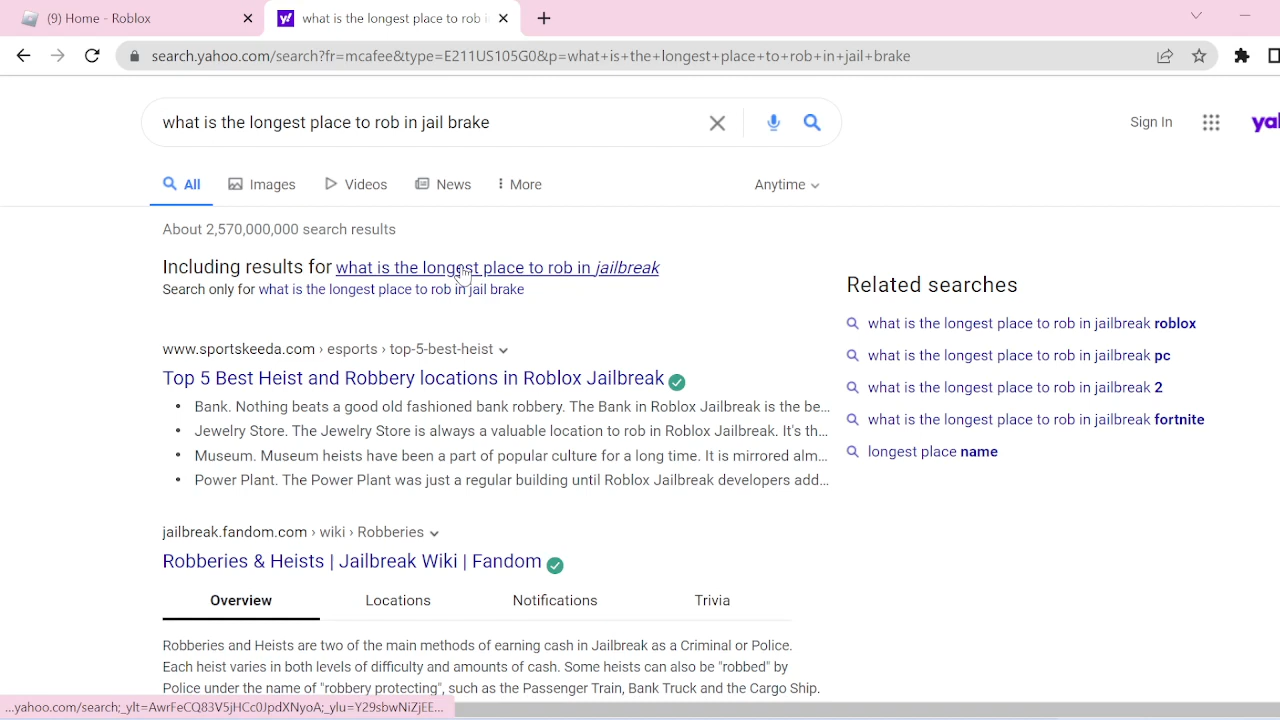 (9) Home - Roblox
what is the longest place to rob i
search.yahoo.com/search?fr=mcafee&type=E211US105G0&p=what+is+the+longest+place+to+rob+in+jail+brake
what is the longest place to rob in jail brake
Sign In
yal
All Images Videos News More Anytime
About 2,570,000,000 search results
Including results for what is the longest place to rob in jailbreak
Search only for what is the longest place to rob in jail brake
Related searches
what is the longest place to rob in jailbreak roblox
what is the longest place to rob in jailbreak pc
what is the longest place to rob in jailbreak 2
what is the longest place to rob in jailbreak fortnite
longest place name
www.sportskeeda.com › esports › top-5-best-heist
Top 5 Best Heist and Robbery locations in Roblox Jailbreak
• Bank. Nothing beats a good old fashioned bank robbery. The Bank in Roblox Jailbreak is the be...
• Jewelry Store. The Jewelry Store is always a valuable location to rob in Roblox Jailbreak. It's th...
• Museum. Museum heists have been a part of popular culture for a long time. It is mirrored alm...
• Power Plant. The Power Plant was just a regular building until Roblox Jailbreak developers add...
jailbreak.fandom.com › wiki › Robberies
Robberies & Heists | Jailbreak Wiki | Fandom
Overview Locations Notifications Trivia
Robberies and Heists are two of the main methods of earning cash in Jailbreak as a Criminal or Police.
Each heist varies in both levels of difficulty and amounts of cash. Some heists can also be "robbed" by
Police under the name of "robbery protecting", such as the Passenger Train, Bank Truck and the Cargo Ship.
...yahoo.com/search;_ylt=AwrFeCQ83V5jHCc0JpdXNyoA;_ylu=Y29sbwNiZjEE...